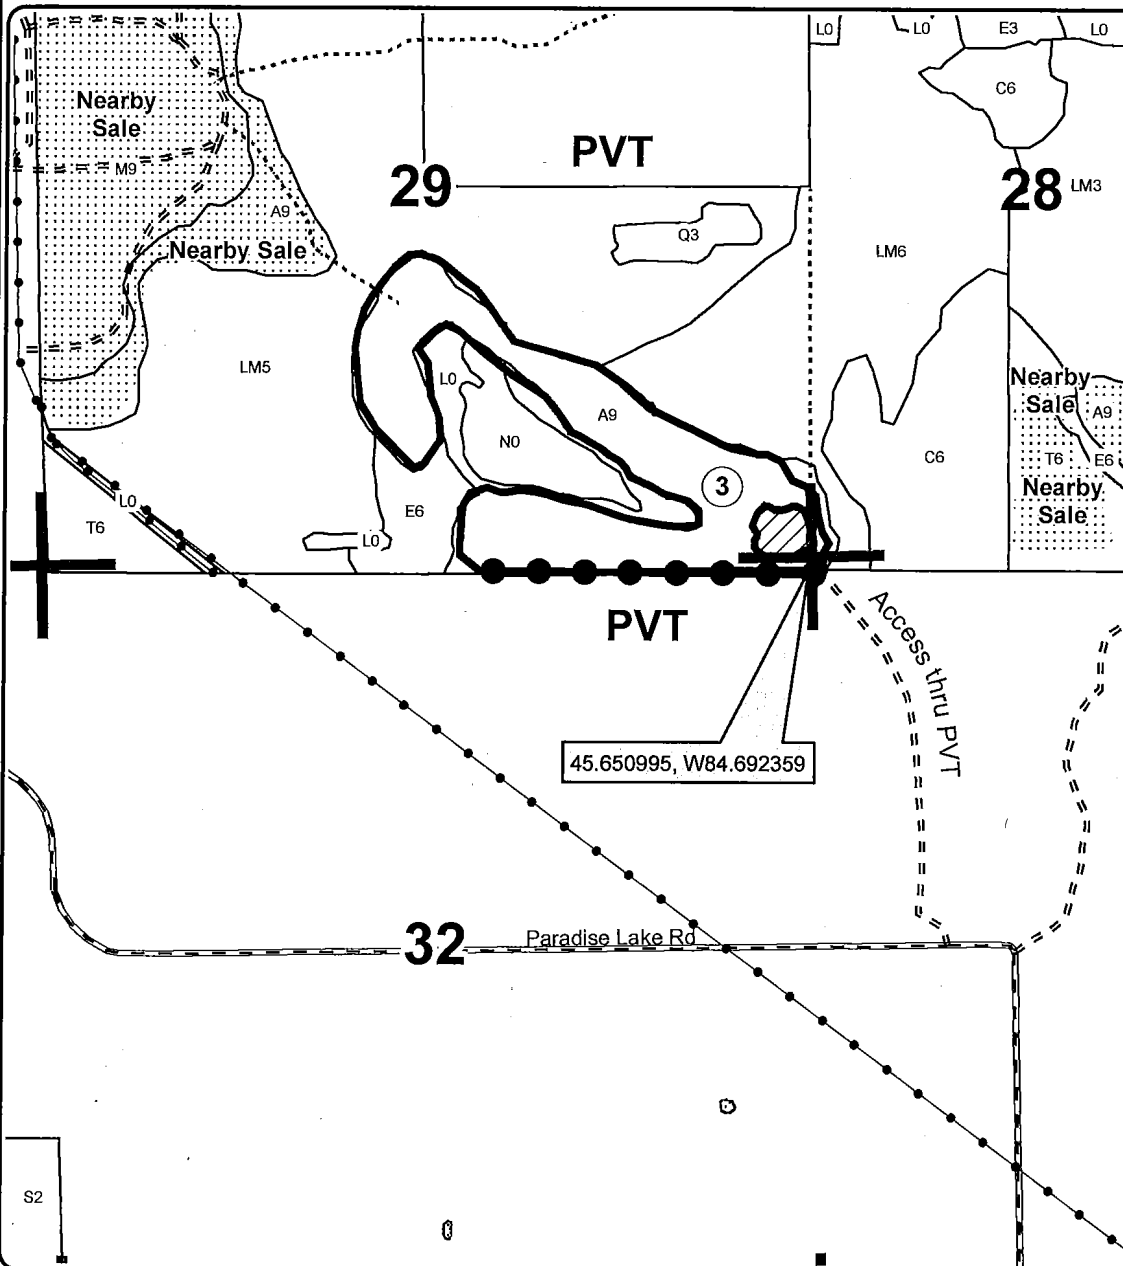 L0
L0
E3
L0
Nearby
Sale
C6
PVT
M9
29
28
LM3
A9
Q3
Nearby Sale
LM6
LM5
L0
Nearby
Sale
A9
A9
N0
C6
T6
E6
3
Nearby
Sale
L0
E6
T6
L0
PVT
Access thru PVT
45.650995, W84.692359
32
Paradise Lake Rd
S2